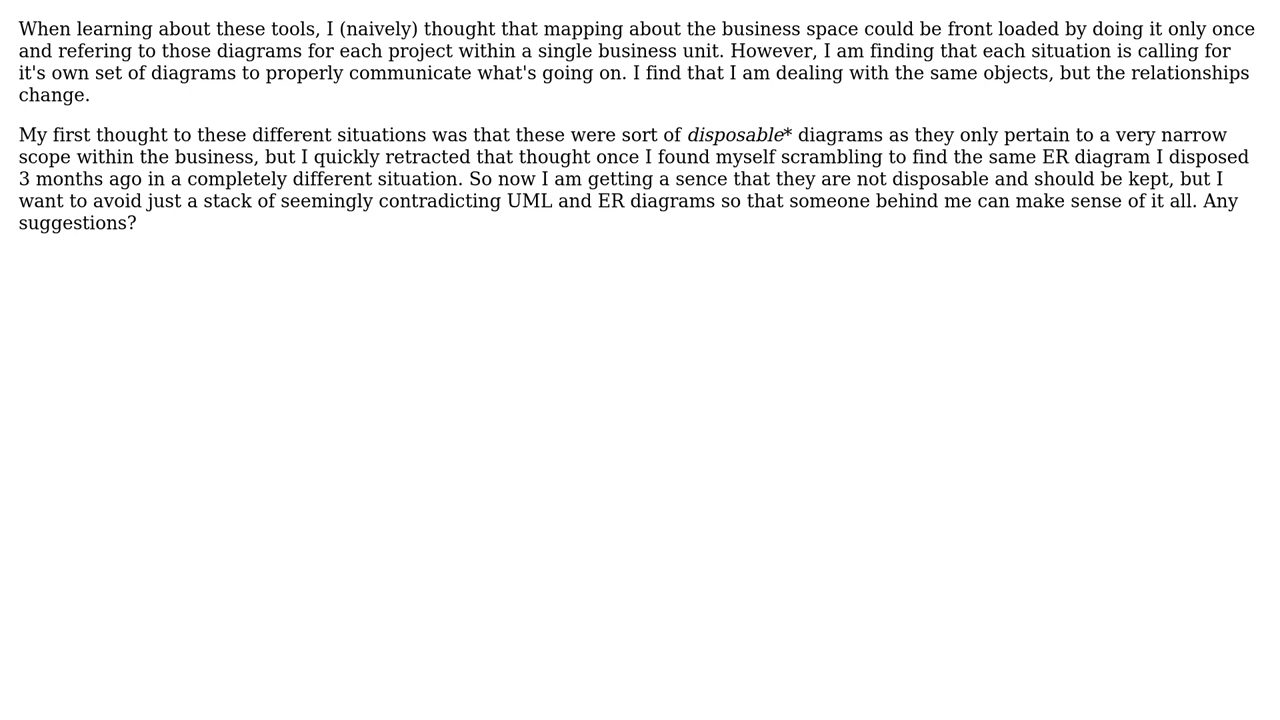 When learning about these tools, I (naively) thought that mapping about the business space could be front loaded by doing it only once
and refering to those diagrams for each project within a single business unit. However, I am finding that each situation is calling for
it's own set of diagrams to properly communicate what's going on. I find that I am dealing with the same objects, but the relationships
change.
My first thought to these different situations was that these were sort of disposable* diagrams as they only pertain to a very narrow
scope within the business, but I quickly retracted that thought once I found myself scrambling to find the same ER diagram I disposed
3 months ago in a completely different situation. So now I am getting a sence that they are not disposable and should be kept, but I
want to avoid just a stack of seemingly contradicting UML and ER diagrams so that someone behind me can make sense of it all. Any
suggestions?